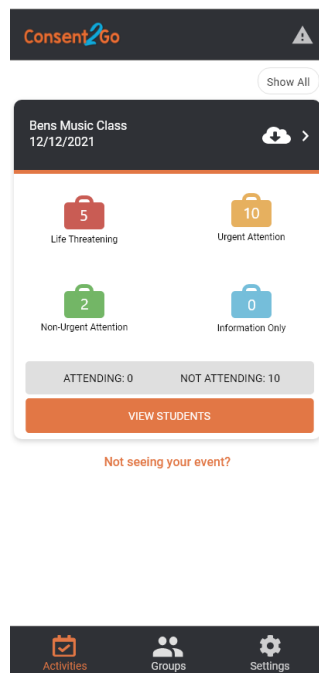 Consent2Go
Show All
Bens Music Class
12/12/2021
5
Life Threatening
10
Urgent Attention
2
Non-Urgent Attention
0
Information Only
ATTENDING: 0 NOT ATTENDING: 10
VIEW STUDENTS
Not seeing your event?
Activities Groups Settings